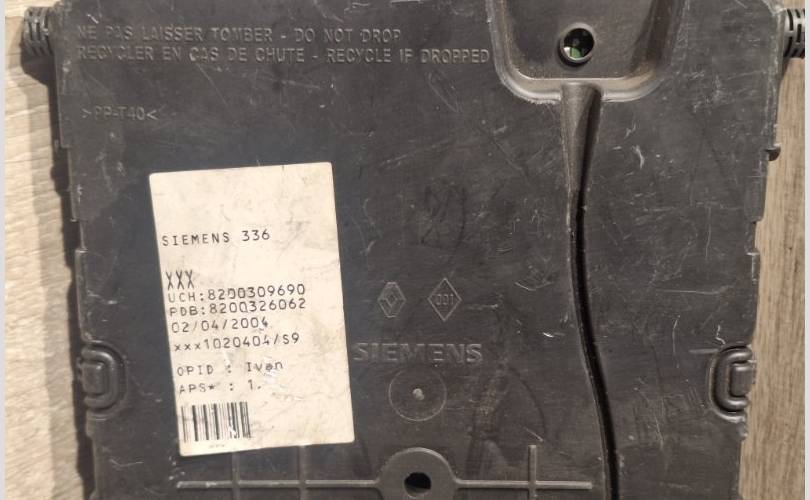 NE PAS LAISSER TOMBER - DO NOT DROP
RECYCLER EN CAS DE CHUTE - RECYCLE IF DROPPED
>PP-T40<
SIEMENS 336
XXX
UCH:8200309690
PDB:8200326062
02/04/2004
xxx1020404/S9
OPID : Ivan
APS* : 1.
001
SIEMENS